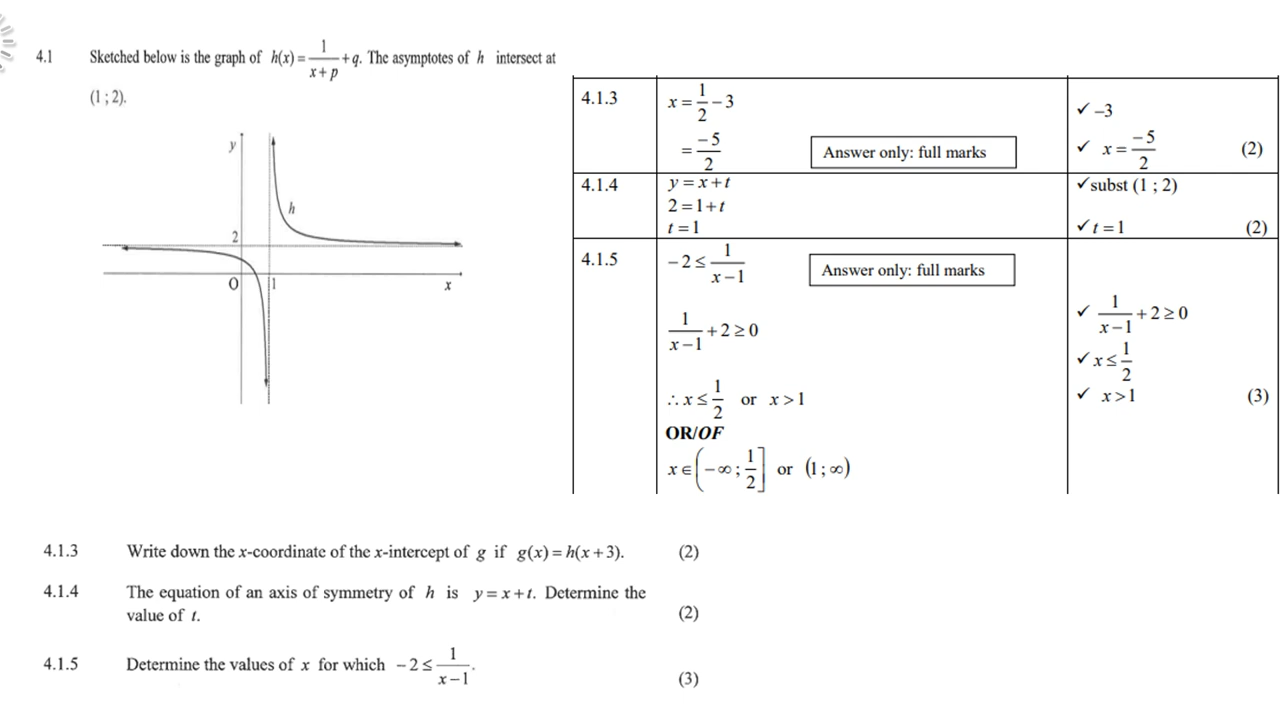 4.1 Sketched below is the graph of h(x) = 1/(x+p) + q. The asymptotes of h intersect at
(1 ; 2).
y
h
2
O
1
x
4.1.3 x = 1/2 − 3 ✓ −3
= −5/2 Answer only: full marks ✓ x = −5/2 (2)
4.1.4 y = x + t ✓ subst (1 ; 2)
2 = 1 + t
t = 1 ✓ t = 1 (2)
4.1.5 −2 ≤ 1/(x−1) Answer only: full marks
1/(x−1) + 2 ≥ 0 ✓ 1/(x−1) + 2 ≥ 0
✓ x ≤ 1/2
∴ x ≤ 1/2 or x > 1 ✓ x > 1 (3)
OR/OF
x ∈ (−∞ ; 1/2] or (1 ; ∞)
4.1.3 Write down the x-coordinate of the x-intercept of g if g(x) = h(x + 3). (2)
4.1.4 The equation of an axis of symmetry of h is y = x + t. Determine the
value of t. (2)
4.1.5 Determine the values of x for which −2 ≤ 1/(x−1). (3)